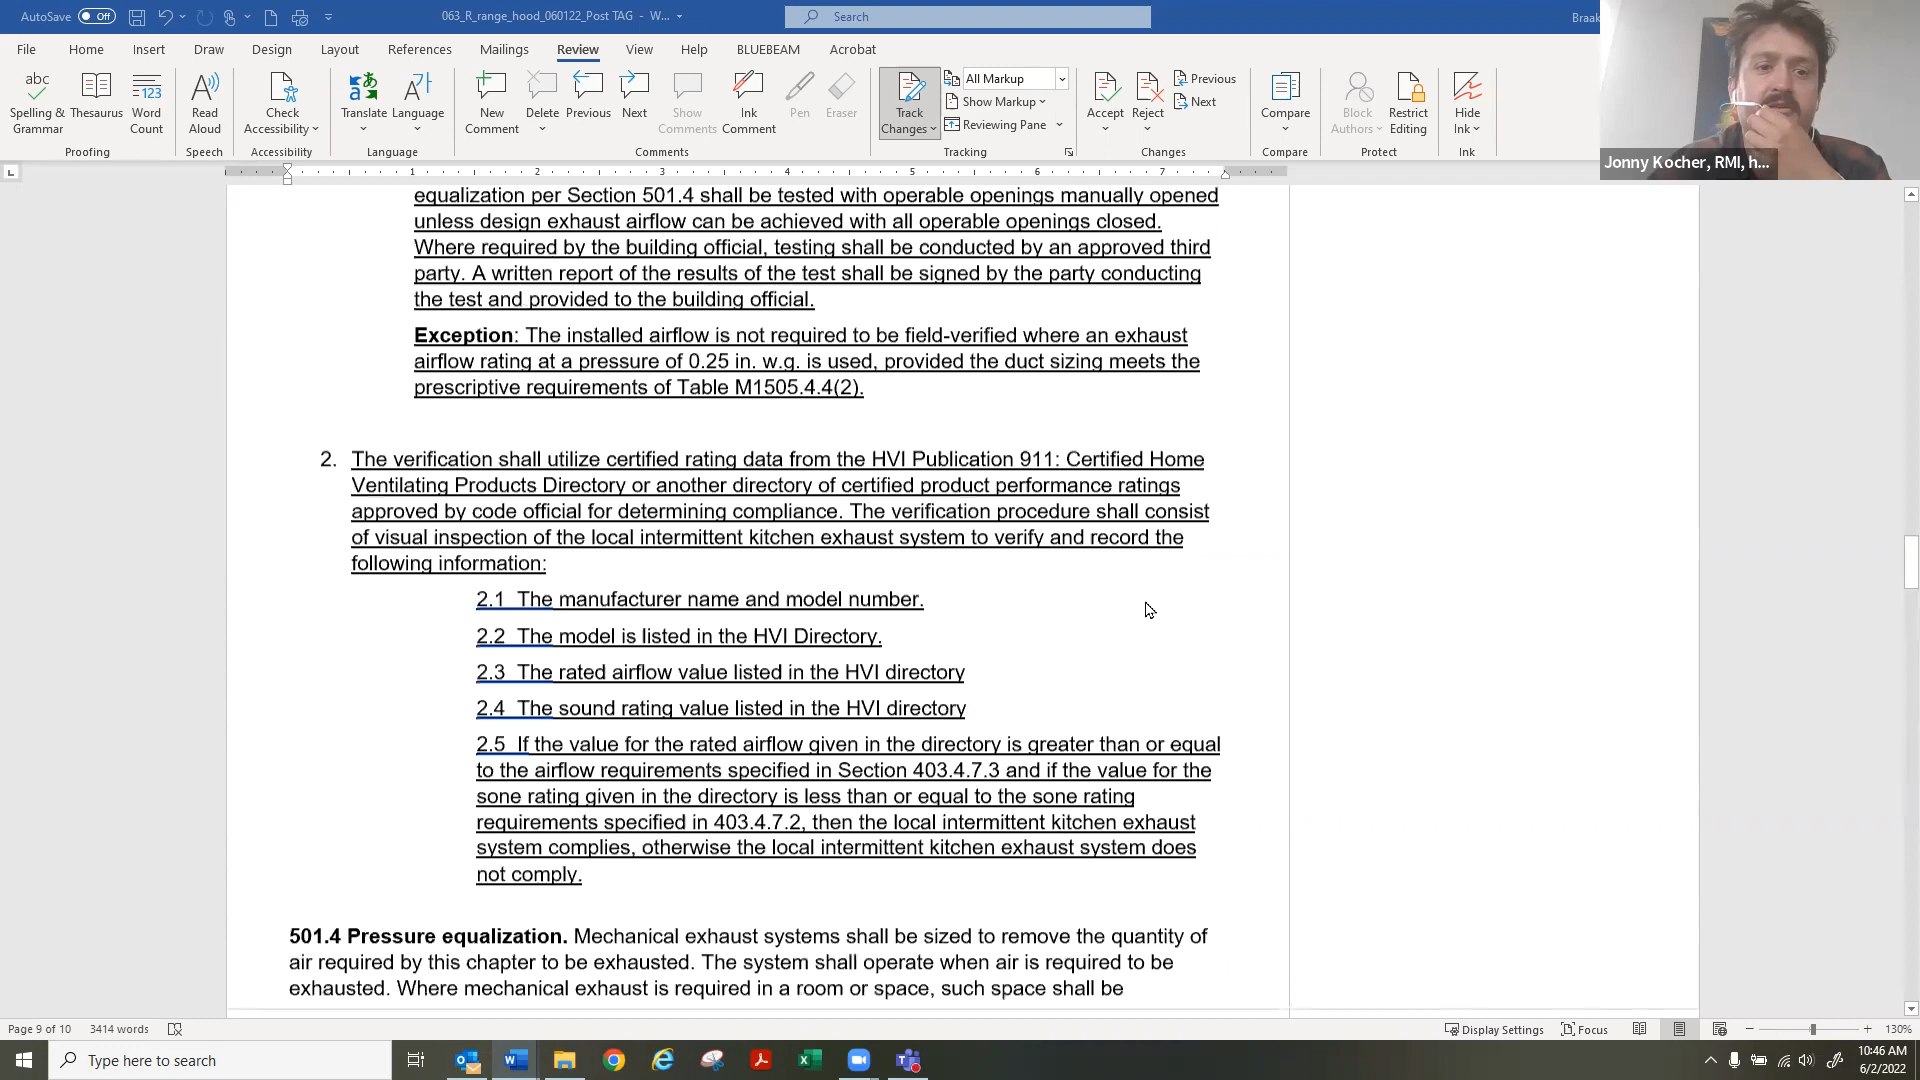 AutoSave Off
063_R_range_hood_060122_Post TAG - W...
Search
Braak
File Home Insert Draw Design Layout References Mailings Review View Help BLUEBEAM Acrobat
abc
Spelling &
Grammar
Thesaurus
123
Word
Count
Proofing
Read
Aloud
Speech
Check
Accessibility
Accessibility
Translate
Language
Language
New
Comment
Delete
Previous
Next
Show
Comments
Ink
Comment
Pen
Eraser
Comments
Track
Changes
All Markup
Show Markup
Reviewing Pane
Tracking
Accept
Reject
Previous
Next
Changes
Compare
Compare
Block
Authors
Restrict
Editing
Protect
Hide
Ink
Ink
Jonny Kocher, RMI, h...
1 2 3 4 5 6 7
equalization per Section 501.4 shall be tested with operable openings manually opened
unless design exhaust airflow can be achieved with all operable openings closed.
Where required by the building official, testing shall be conducted by an approved third
party. A written report of the results of the test shall be signed by the party conducting
the test and provided to the building official.
Exception: The installed airflow is not required to be field-verified where an exhaust
airflow rating at a pressure of 0.25 in. w.g. is used, provided the duct sizing meets the
prescriptive requirements of Table M1505.4.4(2).
2. The verification shall utilize certified rating data from the HVI Publication 911: Certified Home
Ventilating Products Directory or another directory of certified product performance ratings
approved by code official for determining compliance. The verification procedure shall consist
of visual inspection of the local intermittent kitchen exhaust system to verify and record the
following information:
2.1 The manufacturer name and model number.
2.2 The model is listed in the HVI Directory.
2.3 The rated airflow value listed in the HVI directory
2.4 The sound rating value listed in the HVI directory
2.5 If the value for the rated airflow given in the directory is greater than or equal
to the airflow requirements specified in Section 403.4.7.3 and if the value for the
sone rating given in the directory is less than or equal to the sone rating
requirements specified in 403.4.7.2, then the local intermittent kitchen exhaust
system complies, otherwise the local intermittent kitchen exhaust system does
not comply.
501.4 Pressure equalization. Mechanical exhaust systems shall be sized to remove the quantity of
air required by this chapter to be exhausted. The system shall operate when air is required to be
exhausted. Where mechanical exhaust is required in a room or space, such space shall be
Page 9 of 10 3414 words Display Settings Focus 130%
Type here to search
10:46 AM
6/2/2022